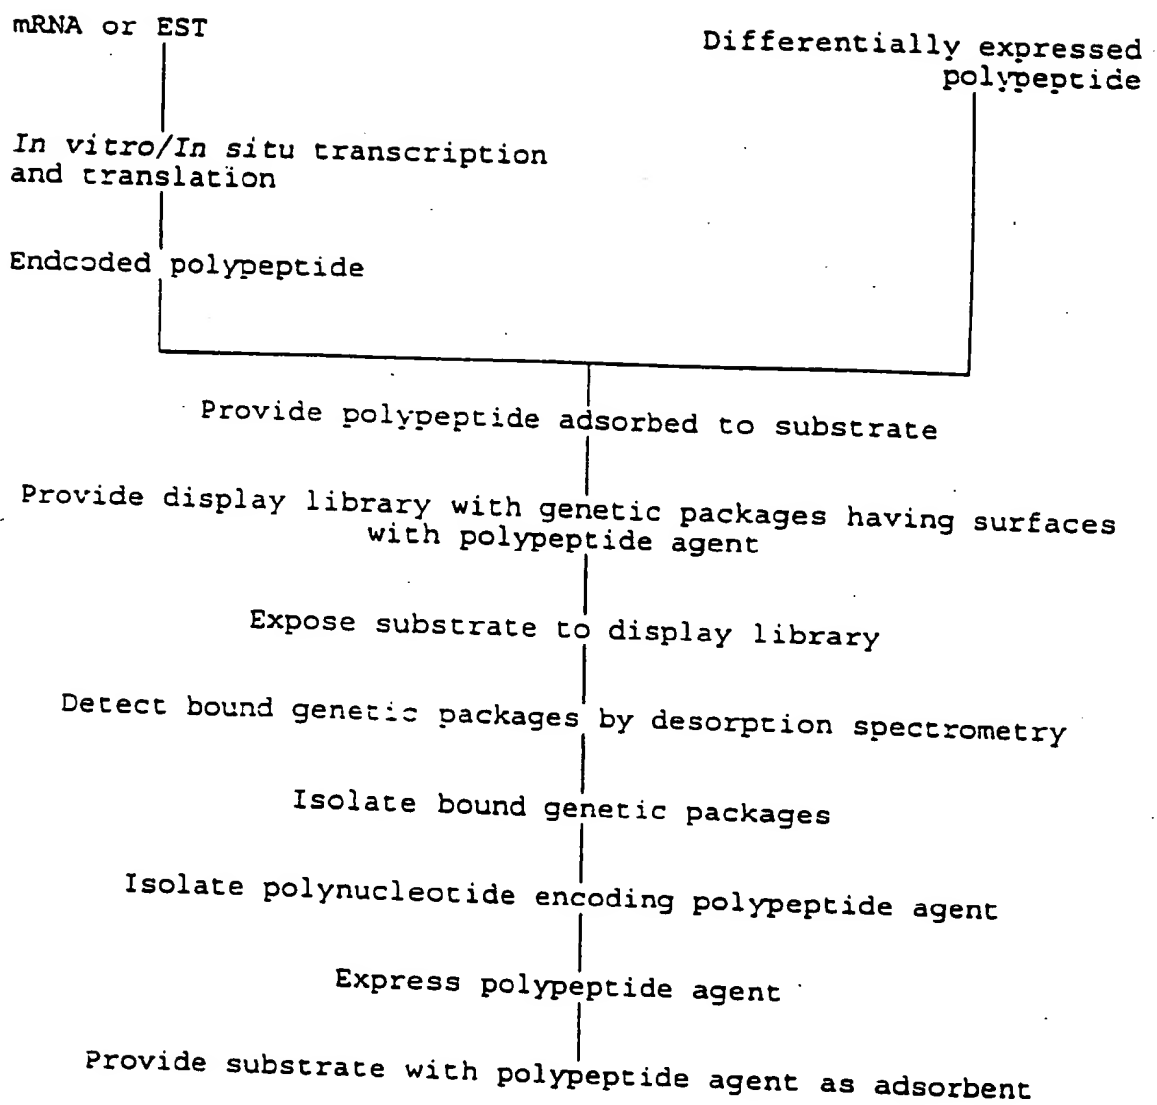 mRNA or EST
Differentially expressed
polypeptide
In vitro/In situ transcription
and translation
Endcoded polypeptide
Provide polypeptide adsorbed to substrate
Provide display library with genetic packages having surfaces
with polypeptide agent
Expose substrate to display library
Detect bound genetic packages by desorption spectrometry
Isolate bound genetic packages
Isolate polynucleotide encoding polypeptide agent
Express polypeptide agent
Provide substrate with polypeptide agent as adsorbent